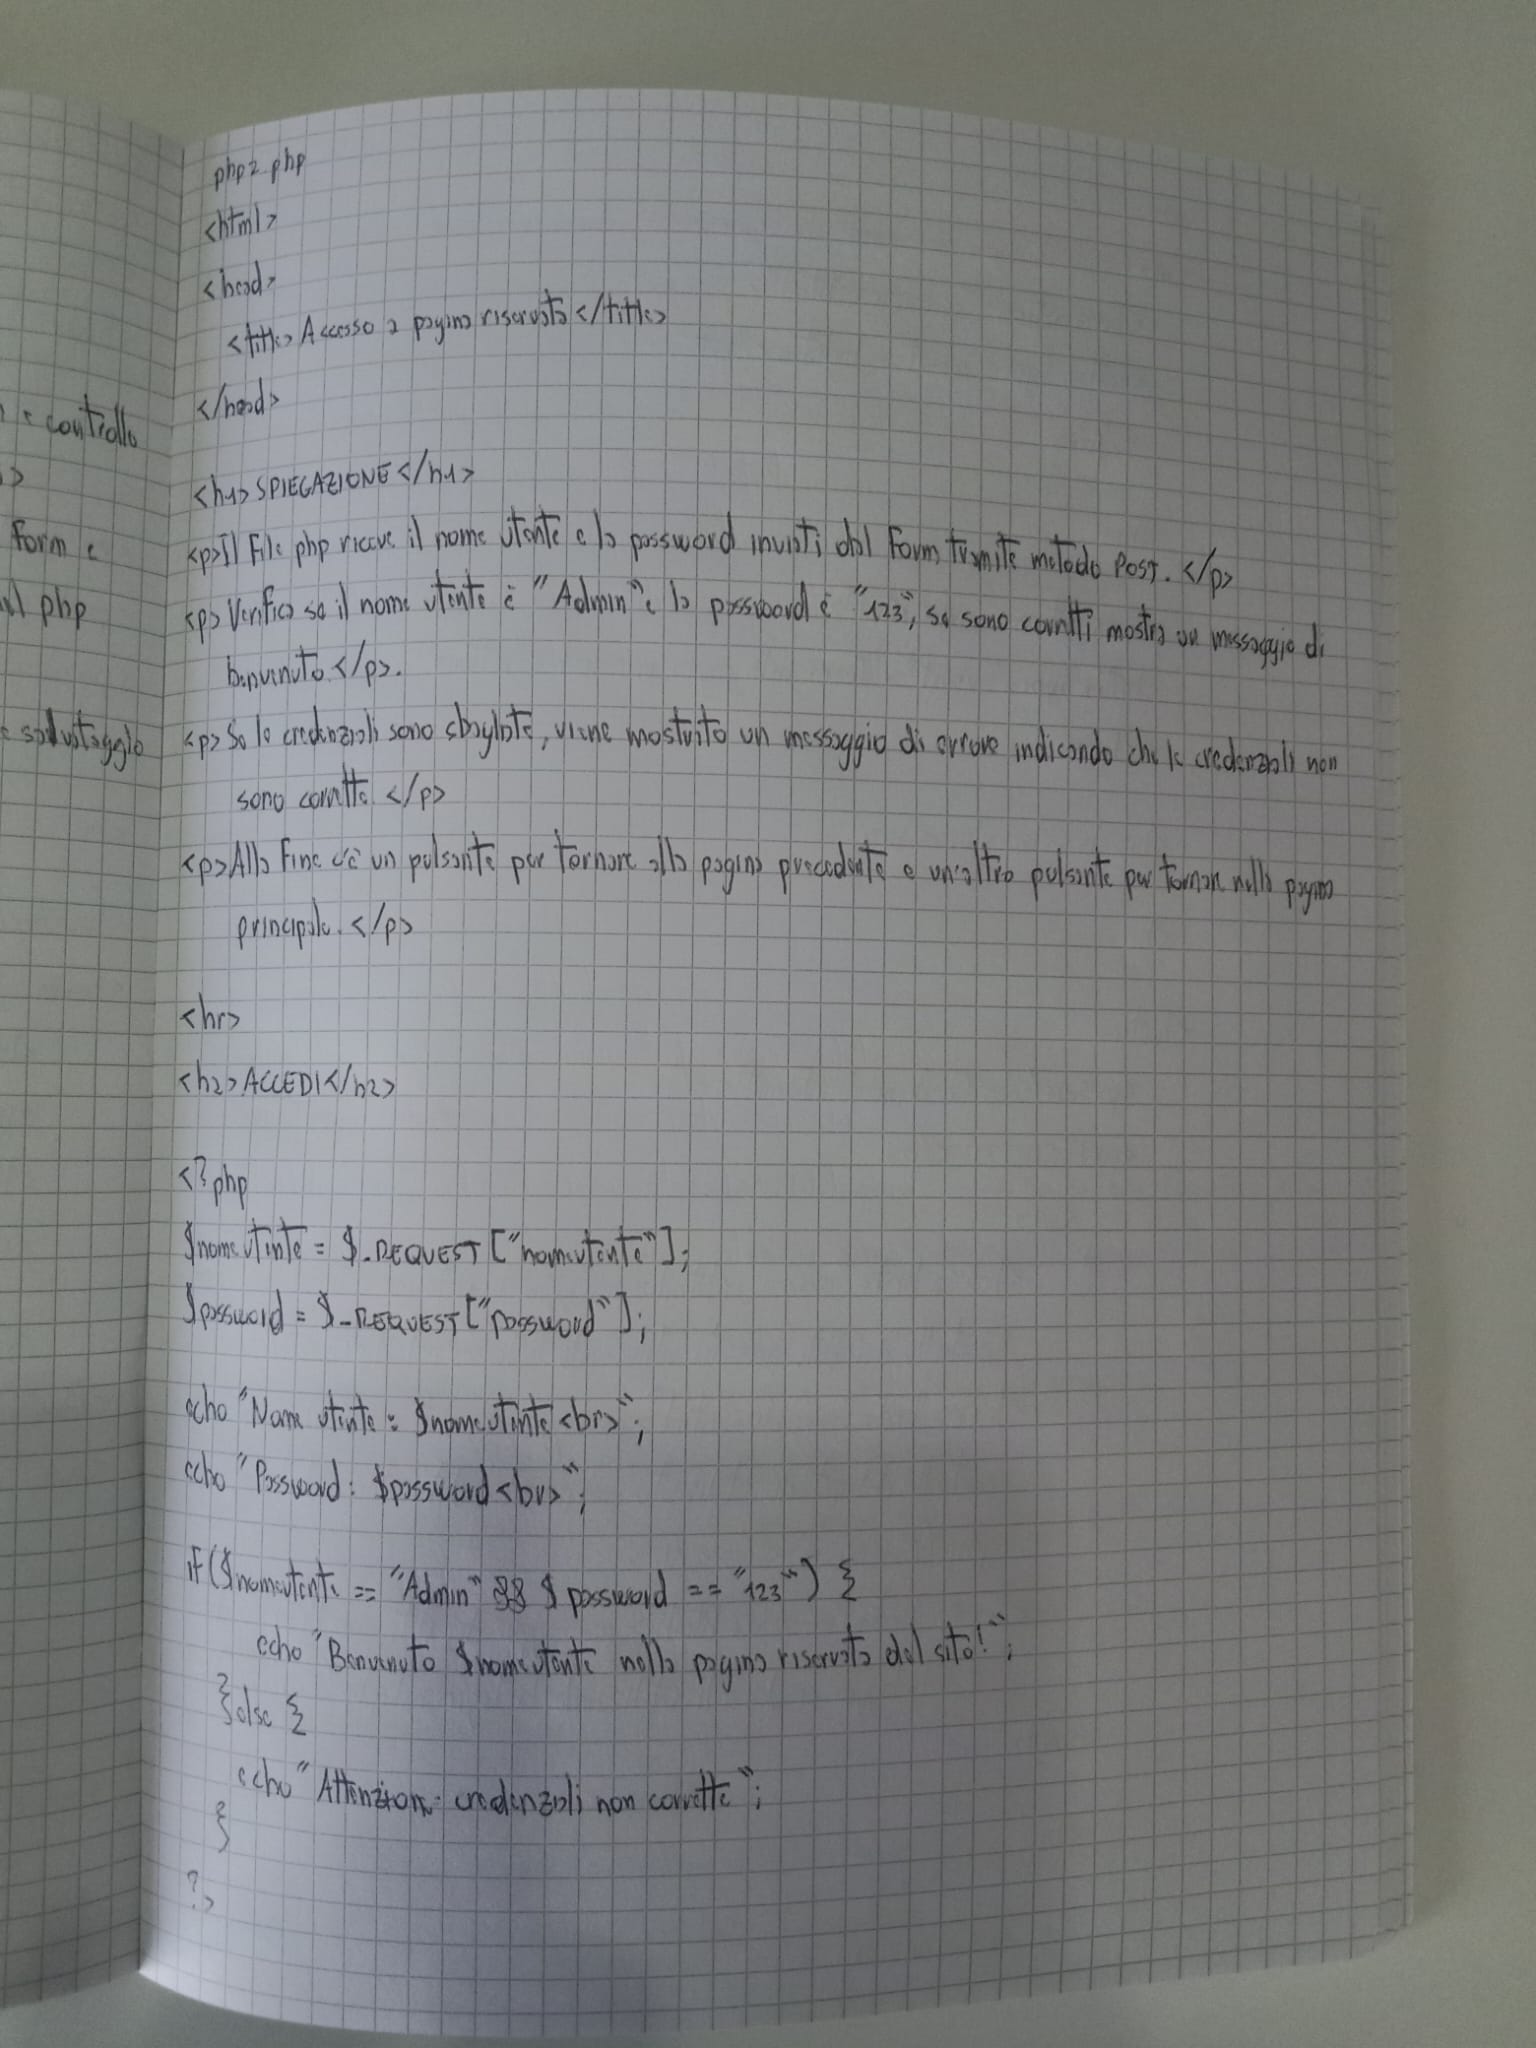 e controllo
>
form e
php
e salvataggio
php2.php
<html>
<head>
<title>Accesso a pagina riservata</title>
</head>
<h1>SPIEGAZIONE</h1>
<p>Il file php riceve il nome utente e la password inviati dal form tramite metodo POST.</p>
<p>Verifica se il nome utente è "Admin" e la password è "123", se sono corretti mostra un messaggio di
benvenuto.</p>.
<p>Se le credenziali sono sbagliate, viene mostrato un messaggio di errore indicando che le credenziali non
sono corrette.</p>
<p>Alla fine c'è un pulsante per tornare alla pagina precedente e un'altro pulsante per tornare nella pagina
principale.</p>
<hr>
<h2>ACCEDI</h2>
<?php
$nomeutente = $_REQUEST["nomeutente"];
$password = $_REQUEST["password"];
echo "Nome utente: $nomeutente<br>";
echo "Password: $password<br>";
if($nomeutente == "Admin" && $password == "123") {
echo "Benvenuto $nomeutente nella pagina riservata del sito!";
}else {
echo "Attenzione: credenziali non corrette";
}
?>